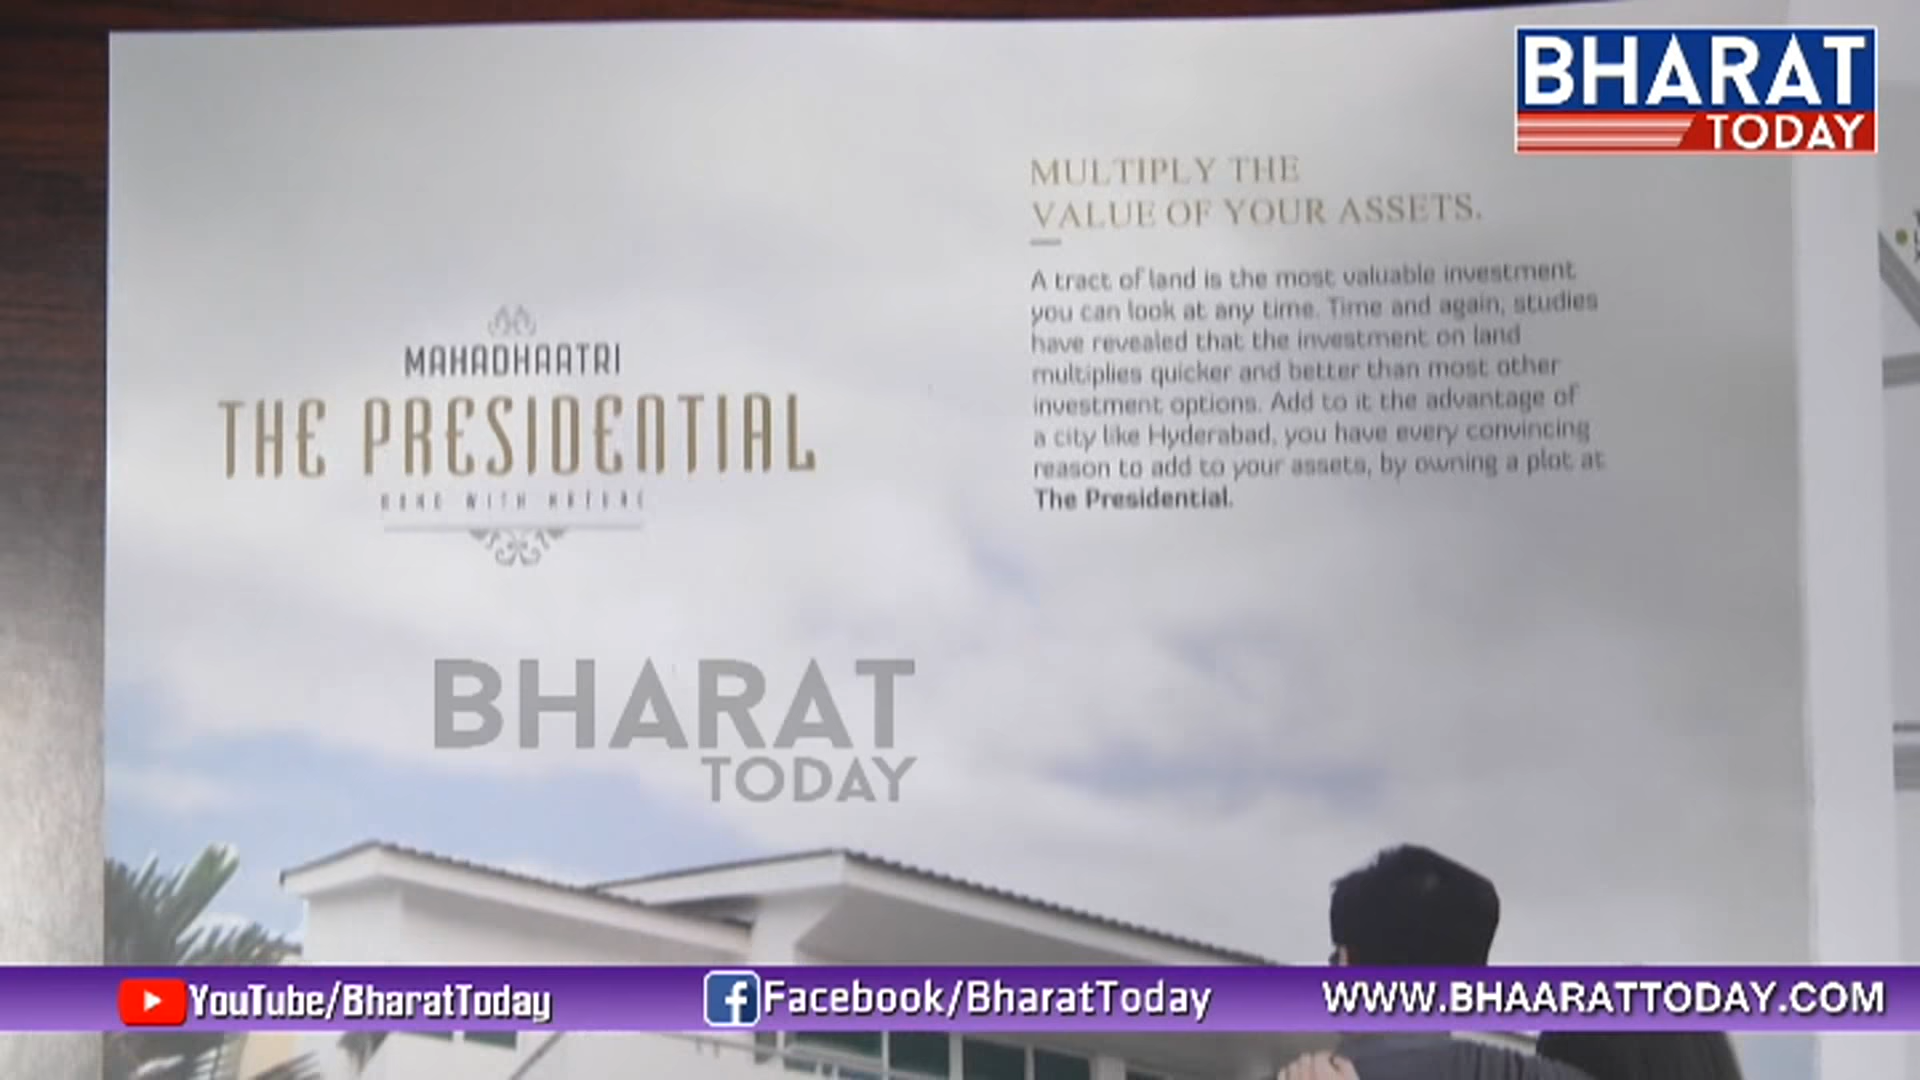 BHARAT
TODAY
MULTIPLY THE
VALUE OF YOUR ASSETS.
A tract of land is the most valuable investment
you can look at any time. Time and again, studies
have revealed that the investment on land
multiplies quicker and better than most other
investment options. Add to it the advantage of
a city like Hyderabad, you have every convincing
reason to add to your assets, by owning a plot at
The Presidential.
MAHADHAATRI
THE PRESIDENTIAL
WITH NATURE
BHARAT
TODAY
YouTube/BharatToday
Facebook/BharatToday
WWW.BHAARATTODAY.COM